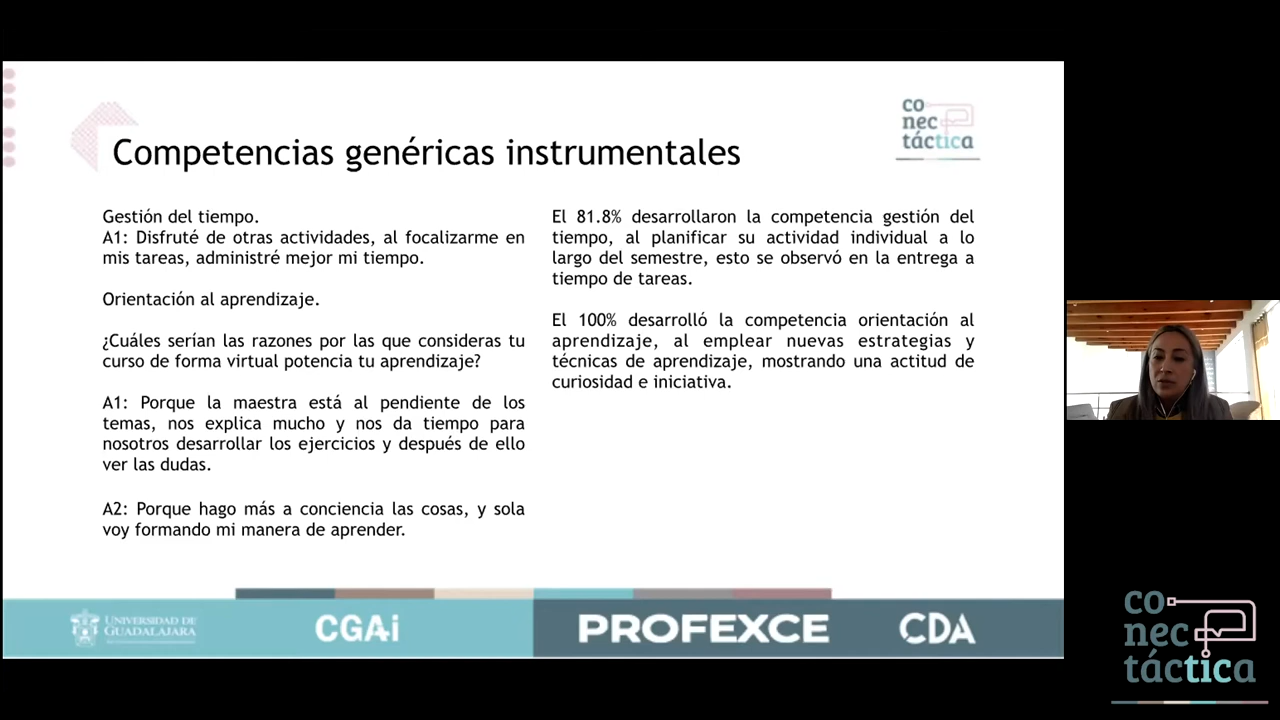 co
nec
táctica
Competencias genéricas instrumentales
Gestión del tiempo.
A1: Disfruté de otras actividades, al focalizarme en
mis tareas, administré mejor mi tiempo.
Orientación al aprendizaje.
¿Cuáles serían las razones por las que consideras tu
curso de forma virtual potencia tu aprendizaje?
A1: Porque la maestra está al pendiente de los
temas, nos explica mucho y nos da tiempo para
nosotros desarrollar los ejercicios y después de ello
ver las dudas.
A2: Porque hago más a conciencia las cosas, y sola
voy formando mi manera de aprender.
El 81.8% desarrollaron la competencia gestión del
tiempo, al planificar su actividad individual a lo
largo del semestre, esto se observó en la entrega a
tiempo de tareas.
El 100% desarrolló la competencia orientación al
aprendizaje, al emplear nuevas estrategias y
técnicas de aprendizaje, mostrando una actitud de
curiosidad e iniciativa.
UNIVERSIDAD DE
GUADALAJARA
CGAi
PROFEXCE
CDA
co
nec
táctica